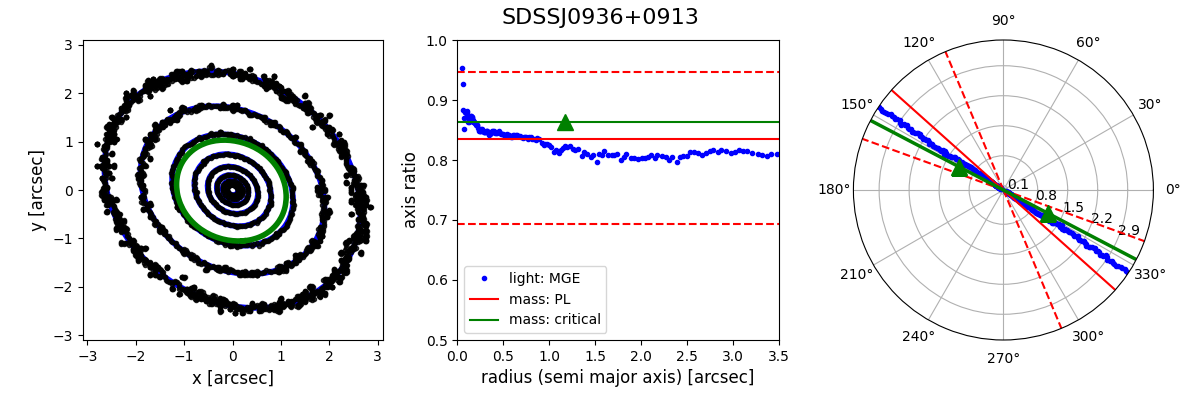 SDSSJ0936+0913
3
2
1
0
−1
−2
−3
y [arcsec]
−3 −2 −1 0 1 2 3
x [arcsec]
1.0
0.9
0.8
0.7
0.6
0.5
axis ratio
light: MGE
mass: PL
mass: critical
0.0 0.5 1.0 1.5 2.0 2.5 3.0 3.5
radius (semi major axis) [arcsec]
90°
120° 60°
150° 30°
180° 0°
0.1 0.8 1.5 2.2 2.9
210° 330°
240° 300°
270°